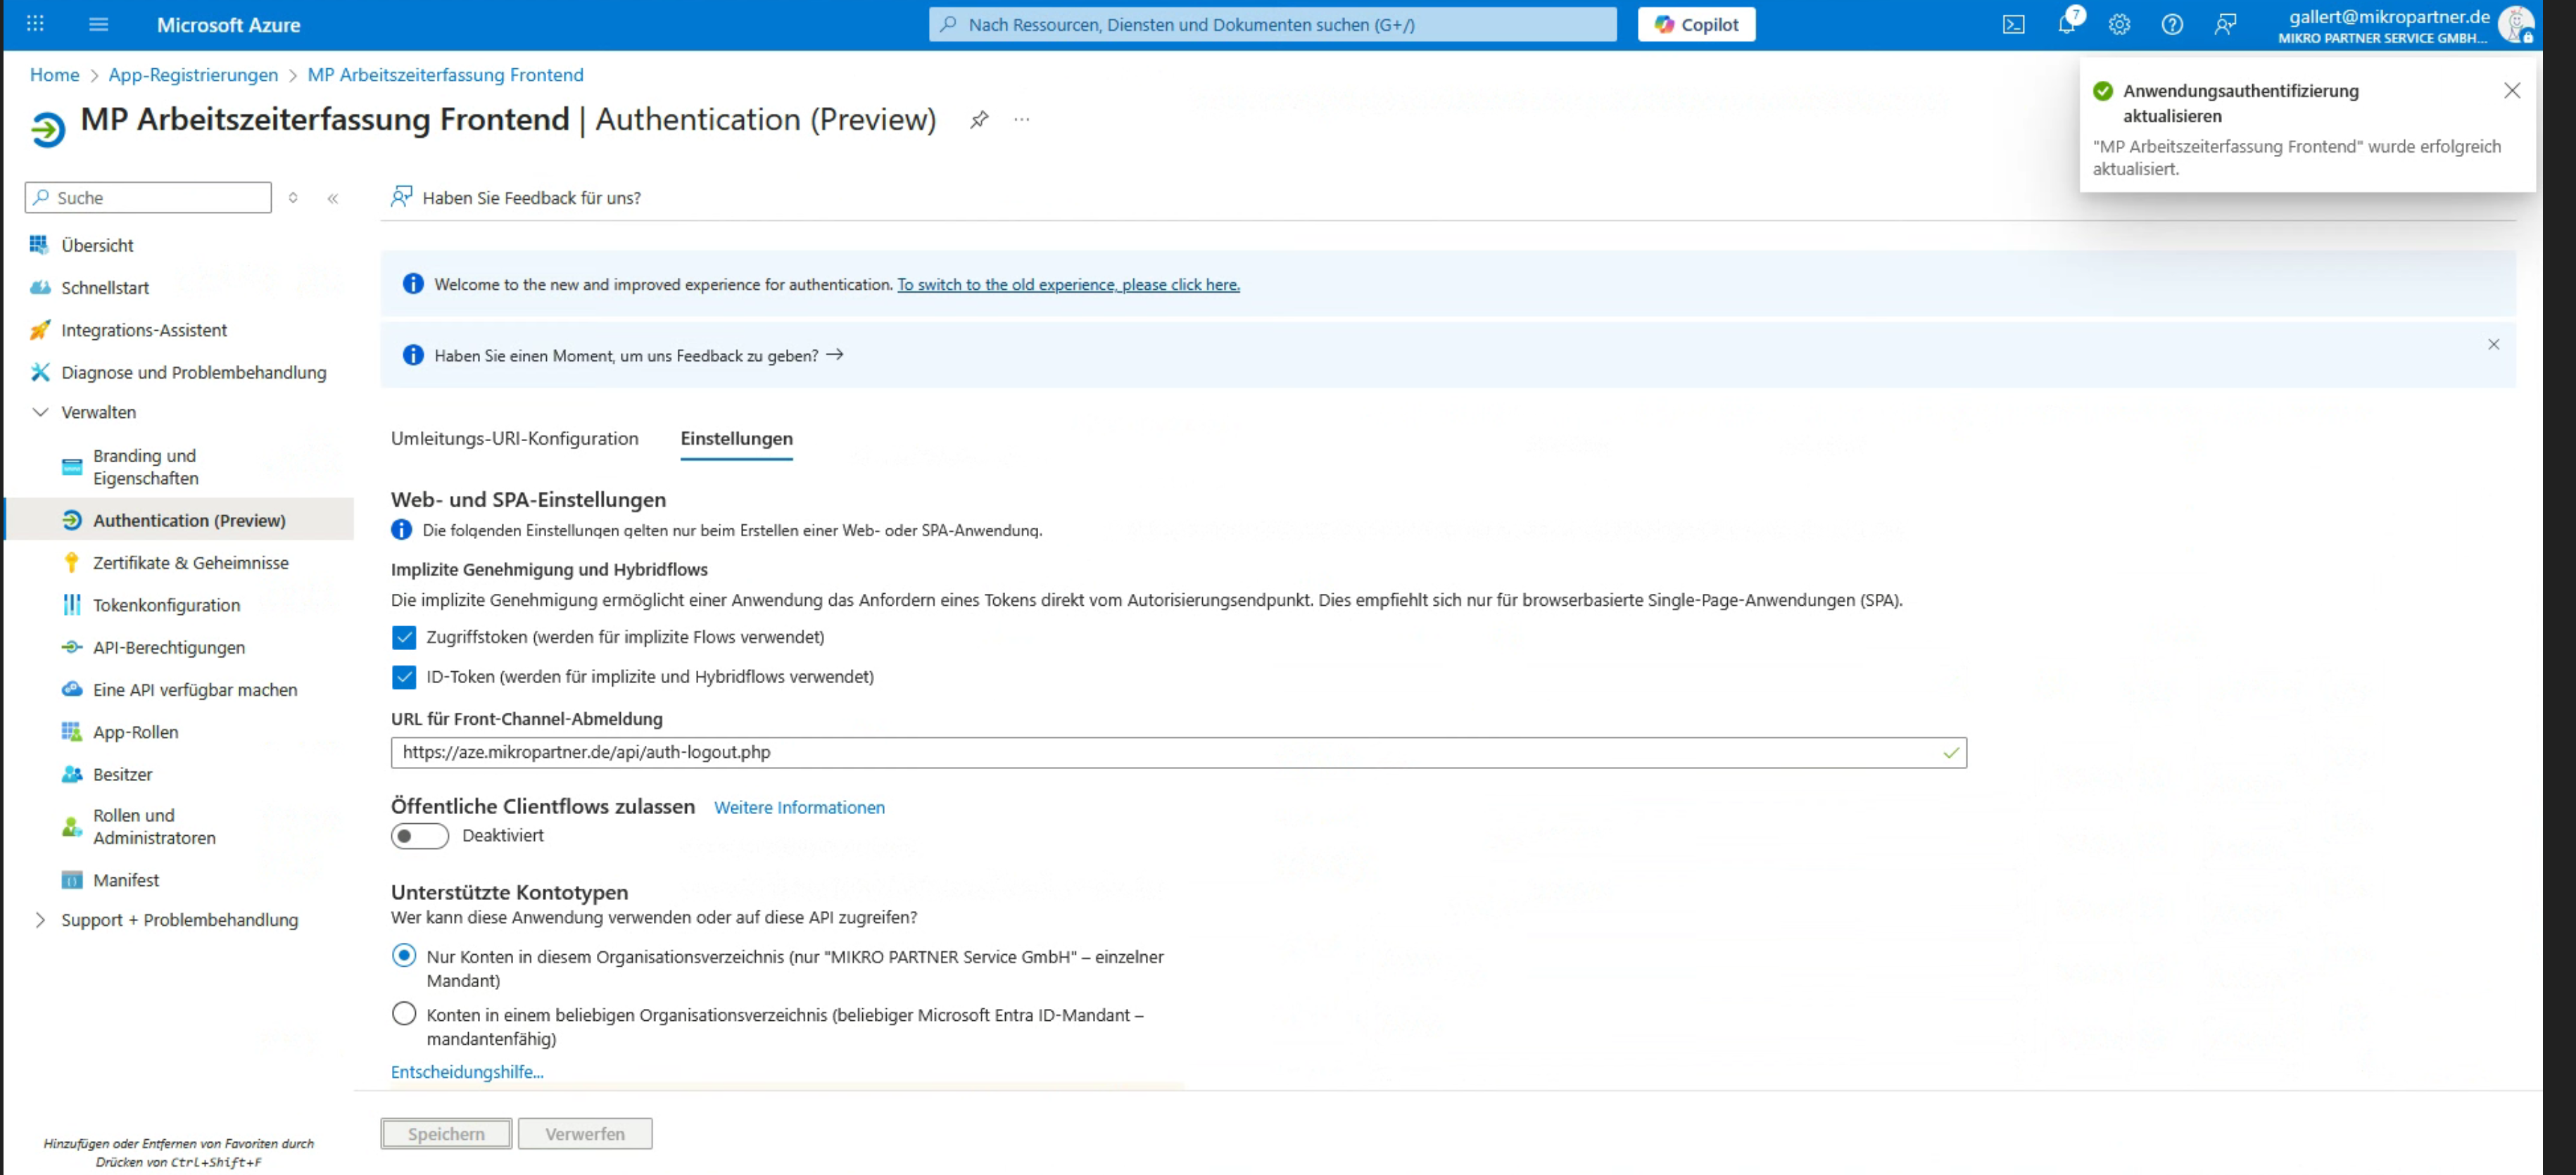 Microsoft Azure
Nach Ressourcen, Diensten und Dokumenten suchen (G+/)
Copilot
7
gallert@mikropartner.de
MIKRO PARTNER SERVICE GMBH...
Home > App-Registrierungen > MP Arbeitszeiterfassung Frontend
MP Arbeitszeiterfassung Frontend | Authentication (Preview)
Anwendungsauthentifizierung
aktualisieren
"MP Arbeitszeiterfassung Frontend" wurde erfolgreich
aktualisiert.
Suche
Übersicht
Schnellstart
Integrations-Assistent
Diagnose und Problembehandlung
Verwalten
Branding und
Eigenschaften
Authentication (Preview)
Zertifikate & Geheimnisse
Tokenkonfiguration
API-Berechtigungen
Eine API verfügbar machen
App-Rollen
Besitzer
Rollen und
Administratoren
Manifest
Support + Problembehandlung
Hinzufügen oder Entfernen von Favoriten durch
Drücken von Ctrl+Shift+F
Haben Sie Feedback für uns?
Welcome to the new and improved experience for authentication. To switch to the old experience, please click here.
Haben Sie einen Moment, um uns Feedback zu geben? →
Umleitungs-URI-Konfiguration
Einstellungen
Web- und SPA-Einstellungen
Die folgenden Einstellungen gelten nur beim Erstellen einer Web- oder SPA-Anwendung.
Implizite Genehmigung und Hybridflows
Die implizite Genehmigung ermöglicht einer Anwendung das Anfordern eines Tokens direkt vom Autorisierungsendpunkt. Dies empfiehlt sich nur für browserbasierte Single-Page-Anwendungen (SPA).
Zugriffstoken (werden für implizite Flows verwendet)
ID-Token (werden für implizite und Hybridflows verwendet)
URL für Front-Channel-Abmeldung
https://aze.mikropartner.de/api/auth-logout.php
Öffentliche Clientflows zulassen Weitere Informationen
Deaktiviert
Unterstützte Kontotypen
Wer kann diese Anwendung verwenden oder auf diese API zugreifen?
Nur Konten in diesem Organisationsverzeichnis (nur "MIKRO PARTNER Service GmbH" – einzelner
Mandant)
Konten in einem beliebigen Organisationsverzeichnis (beliebiger Microsoft Entra ID-Mandant –
mandantenfähig)
Entscheidungshilfe...
Speichern
Verwerfen